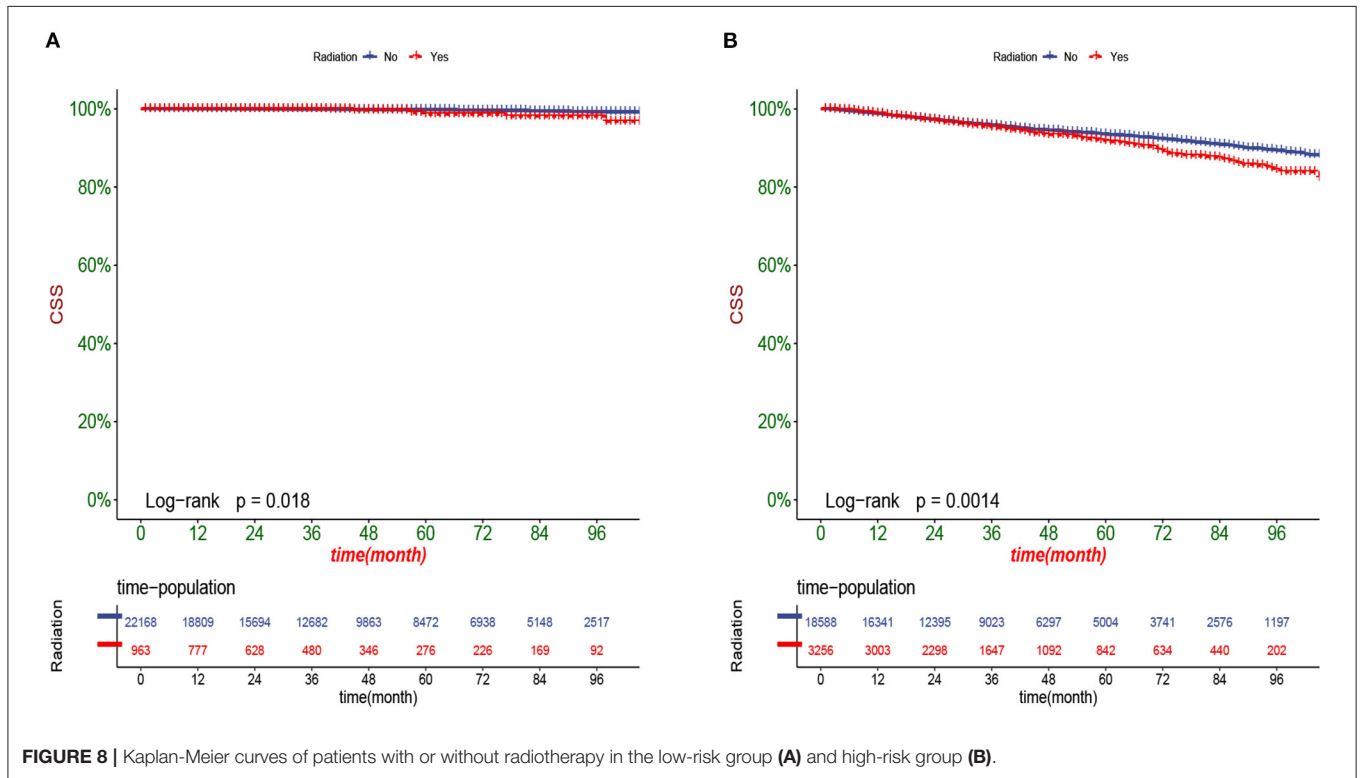 A
Radiation No Yes
100%
80%
60%
40%
20%
0%
CSS
Log-rank p = 0.018
0 12 24 36 48 60 72 84 96
time(month)
time-population
Radiation
22168 18809 15694 12682 9863 8472 6938 5148 2517
963 777 628 480 346 276 226 169 92
0 12 24 36 48 60 72 84 96
time(month)
B
Radiation No Yes
100%
80%
60%
40%
20%
0%
CSS
Log-rank p = 0.0014
0 12 24 36 48 60 72 84 96
time(month)
time-population
Radiation
18588 16341 12395 9023 6297 5004 3741 2576 1197
3256 3003 2298 1647 1092 842 634 440 202
0 12 24 36 48 60 72 84 96
time(month)
FIGURE 8 | Kaplan-Meier curves of patients with or without radiotherapy in the low-risk group (A) and high-risk group (B).